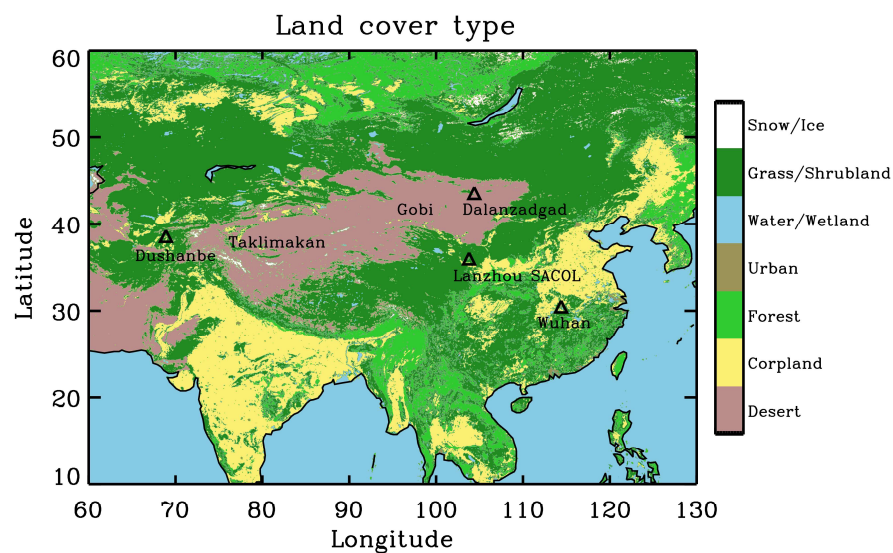 Land cover type
60
50
40
30
20
10
Latitude
Gobi
Dalanzadgad
Taklimakan
Dushanbe
Lanzhou SACOL
Wuhan
60 70 80 90 100 110 120 130
Longitude
Snow/Ice
Grass/Shrubland
Water/Wetland
Urban
Forest
Corpland
Desert